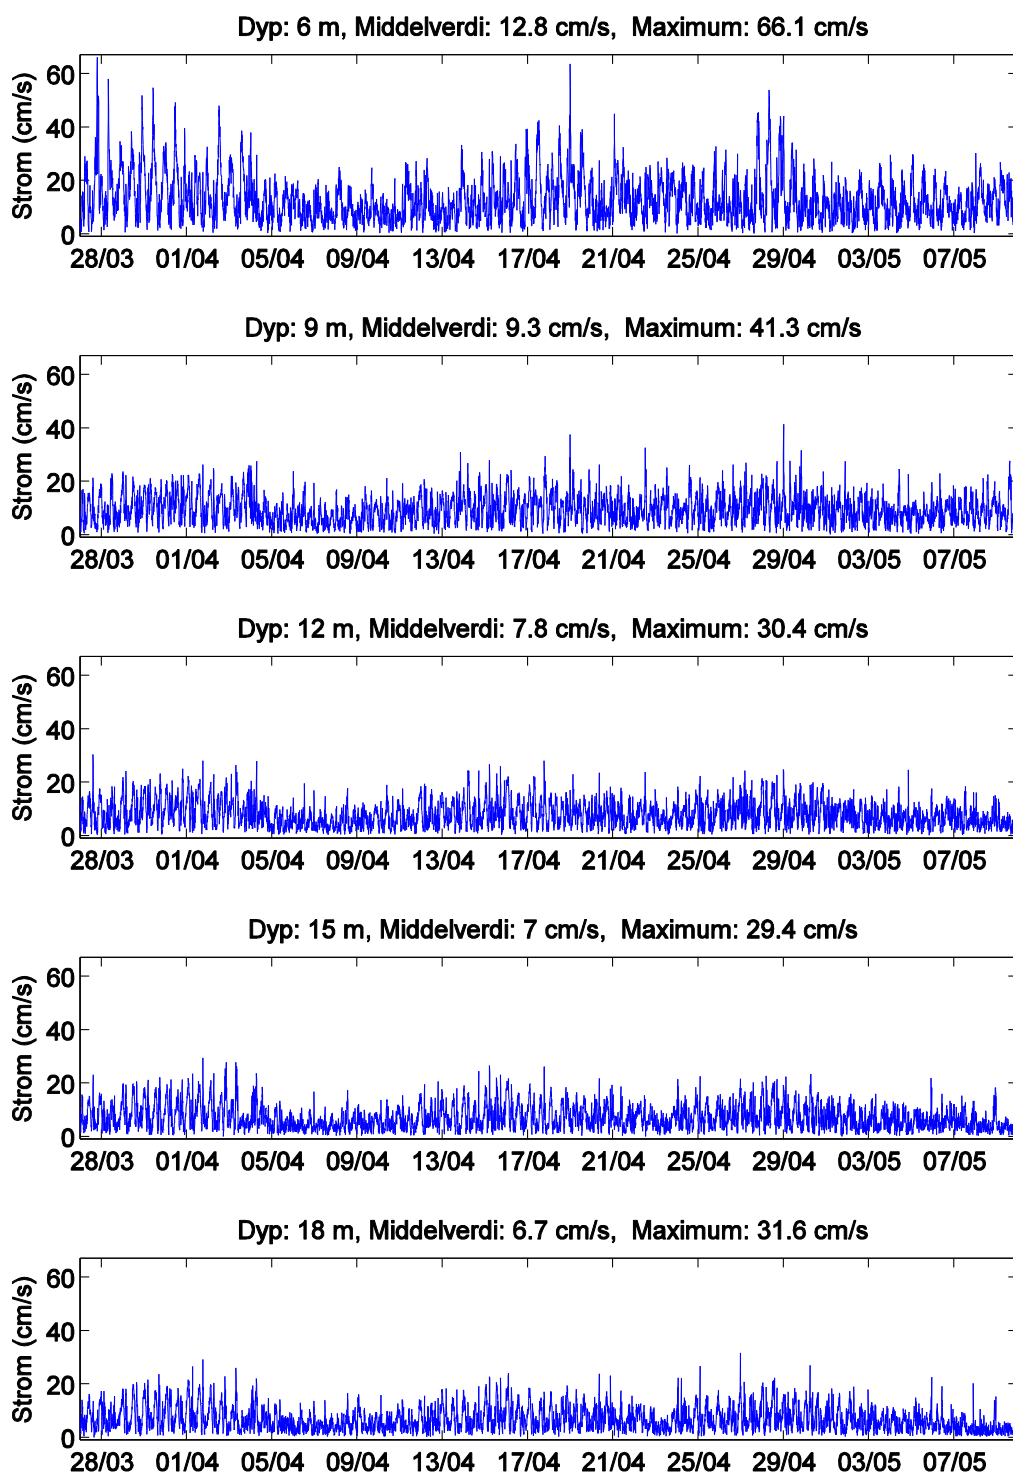 Dyp: 6 m, Middelverdi: 12.8 cm/s, Maximum: 66.1 cm/s
Strom (cm/s)
60
40
20
0
28/03 01/04 05/04 09/04 13/04 17/04 21/04 25/04 29/04 03/05 07/05
Dyp: 9 m, Middelverdi: 9.3 cm/s, Maximum: 41.3 cm/s
Strom (cm/s)
60
40
20
0
28/03 01/04 05/04 09/04 13/04 17/04 21/04 25/04 29/04 03/05 07/05
Dyp: 12 m, Middelverdi: 7.8 cm/s, Maximum: 30.4 cm/s
Strom (cm/s)
60
40
20
0
28/03 01/04 05/04 09/04 13/04 17/04 21/04 25/04 29/04 03/05 07/05
Dyp: 15 m, Middelverdi: 7 cm/s, Maximum: 29.4 cm/s
Strom (cm/s)
60
40
20
0
28/03 01/04 05/04 09/04 13/04 17/04 21/04 25/04 29/04 03/05 07/05
Dyp: 18 m, Middelverdi: 6.7 cm/s, Maximum: 31.6 cm/s
Strom (cm/s)
60
40
20
0
28/03 01/04 05/04 09/04 13/04 17/04 21/04 25/04 29/04 03/05 07/05